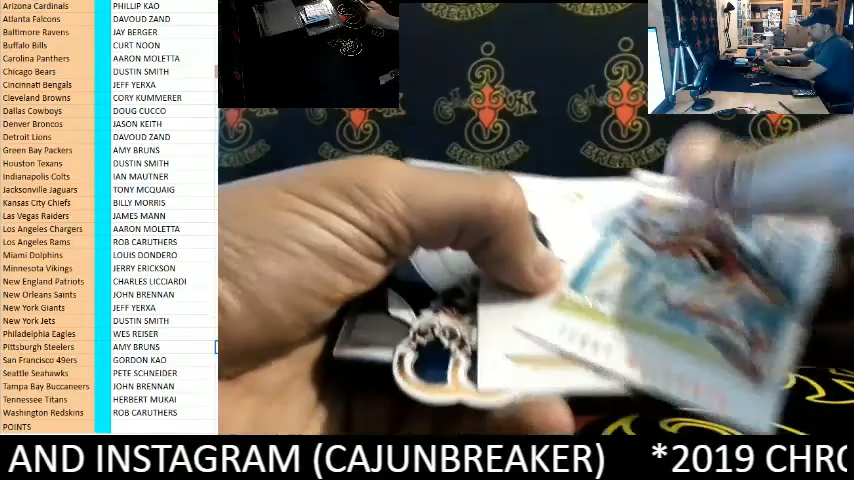 Arizona Cardinals PHILLIP KAO
Atlanta Falcons DAVOUD ZAND
Baltimore Ravens JAY BERGER
Buffalo Bills CURT NOON
Carolina Panthers AARON MOLETTA
Chicago Bears DUSTIN SMITH
Cincinnati Bengals JEFF YERXA
Cleveland Browns CORY KUMMERER
Dallas Cowboys DOUG CUCCO
Denver Broncos JASON KEITH
Detroit Lions DAVOUD ZAND
Green Bay Packers AMY BRUNS
Houston Texans DUSTIN SMITH
Indianapolis Colts IAN MAUTNER
Jacksonville Jaguars TONY MCQUAIG
Kansas City Chiefs BILLY MORRIS
Las Vegas Raiders JAMES MANN
Los Angeles Chargers AARON MOLETTA
Los Angeles Rams ROB CARUTHERS
Miami Dolphins LOUIS DONDERO
Minnesota Vikings JERRY ERICKSON
New England Patriots CHARLES LICCIARDI
New Orleans Saints JOHN BRENNAN
New York Giants JEFF YERXA
New York Jets DUSTIN SMITH
Philadelphia Eagles WES REISER
Pittsburgh Steelers AMY BRUNS
San Francisco 49ers GORDON KAO
Seattle Seahawks PETE SCHNEIDER
Tampa Bay Buccaneers JOHN BRENNAN
Tennessee Titans HERBERT MUKAI
Washington Redskins ROB CARUTHERS
POINTS
CAJUN
BREAKER
BREAKER
BREAKER
AND INSTAGRAM (CAJUNBREAKER) *2019 CHRO